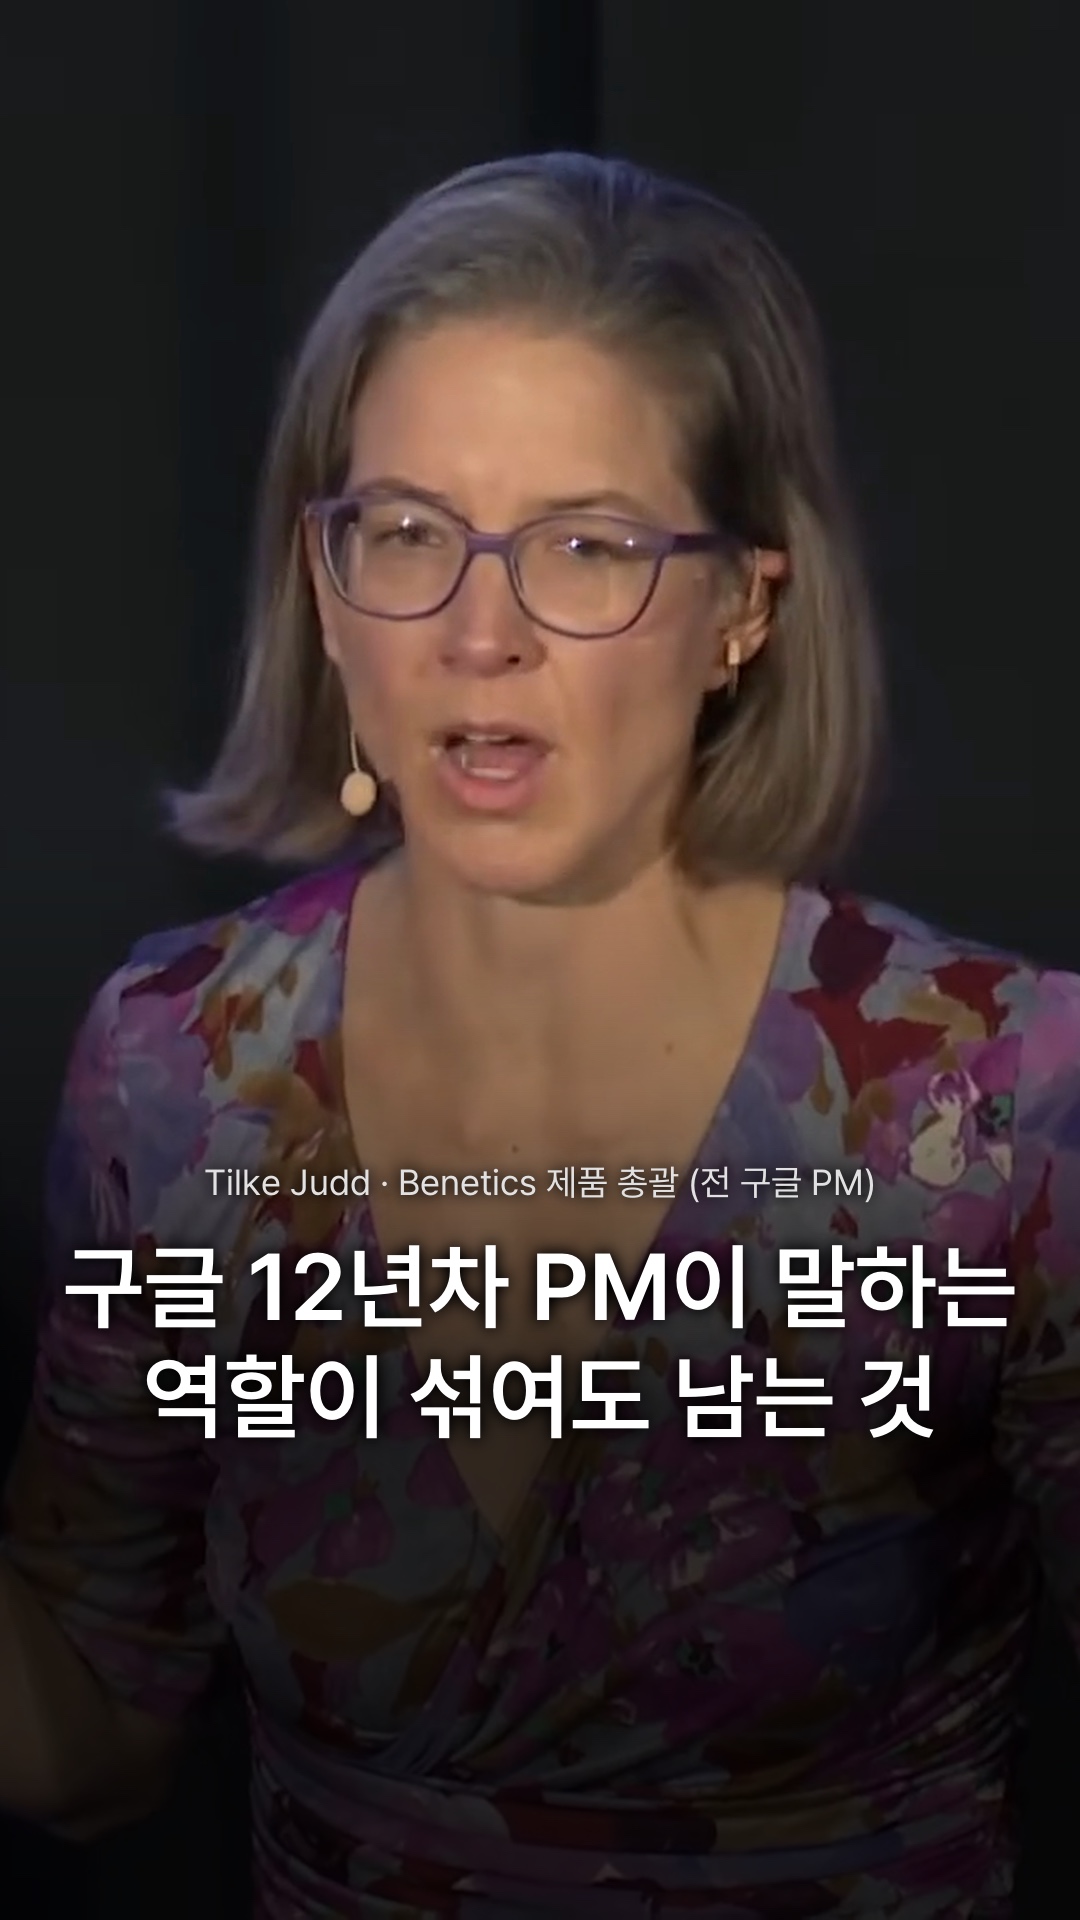 Tilke Judd · Benetics 제품 총괄 (전 구글 PM)
구글 12년차 PM이 말하는
역할이 섞여도 남는 것